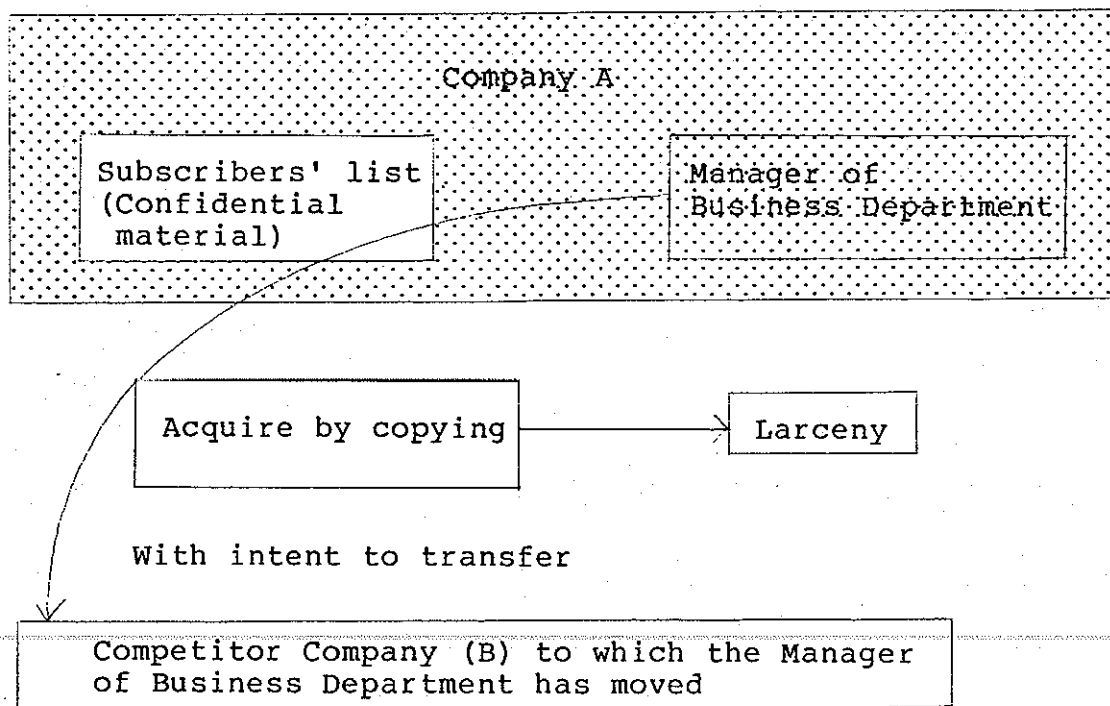 Company A
Subscribers' list
(Confidential
material)
Manager of
Business Department
Acquire by copying
Larceny
With intent to transfer
Competitor Company (B) to which the Manager
of Business Department has moved